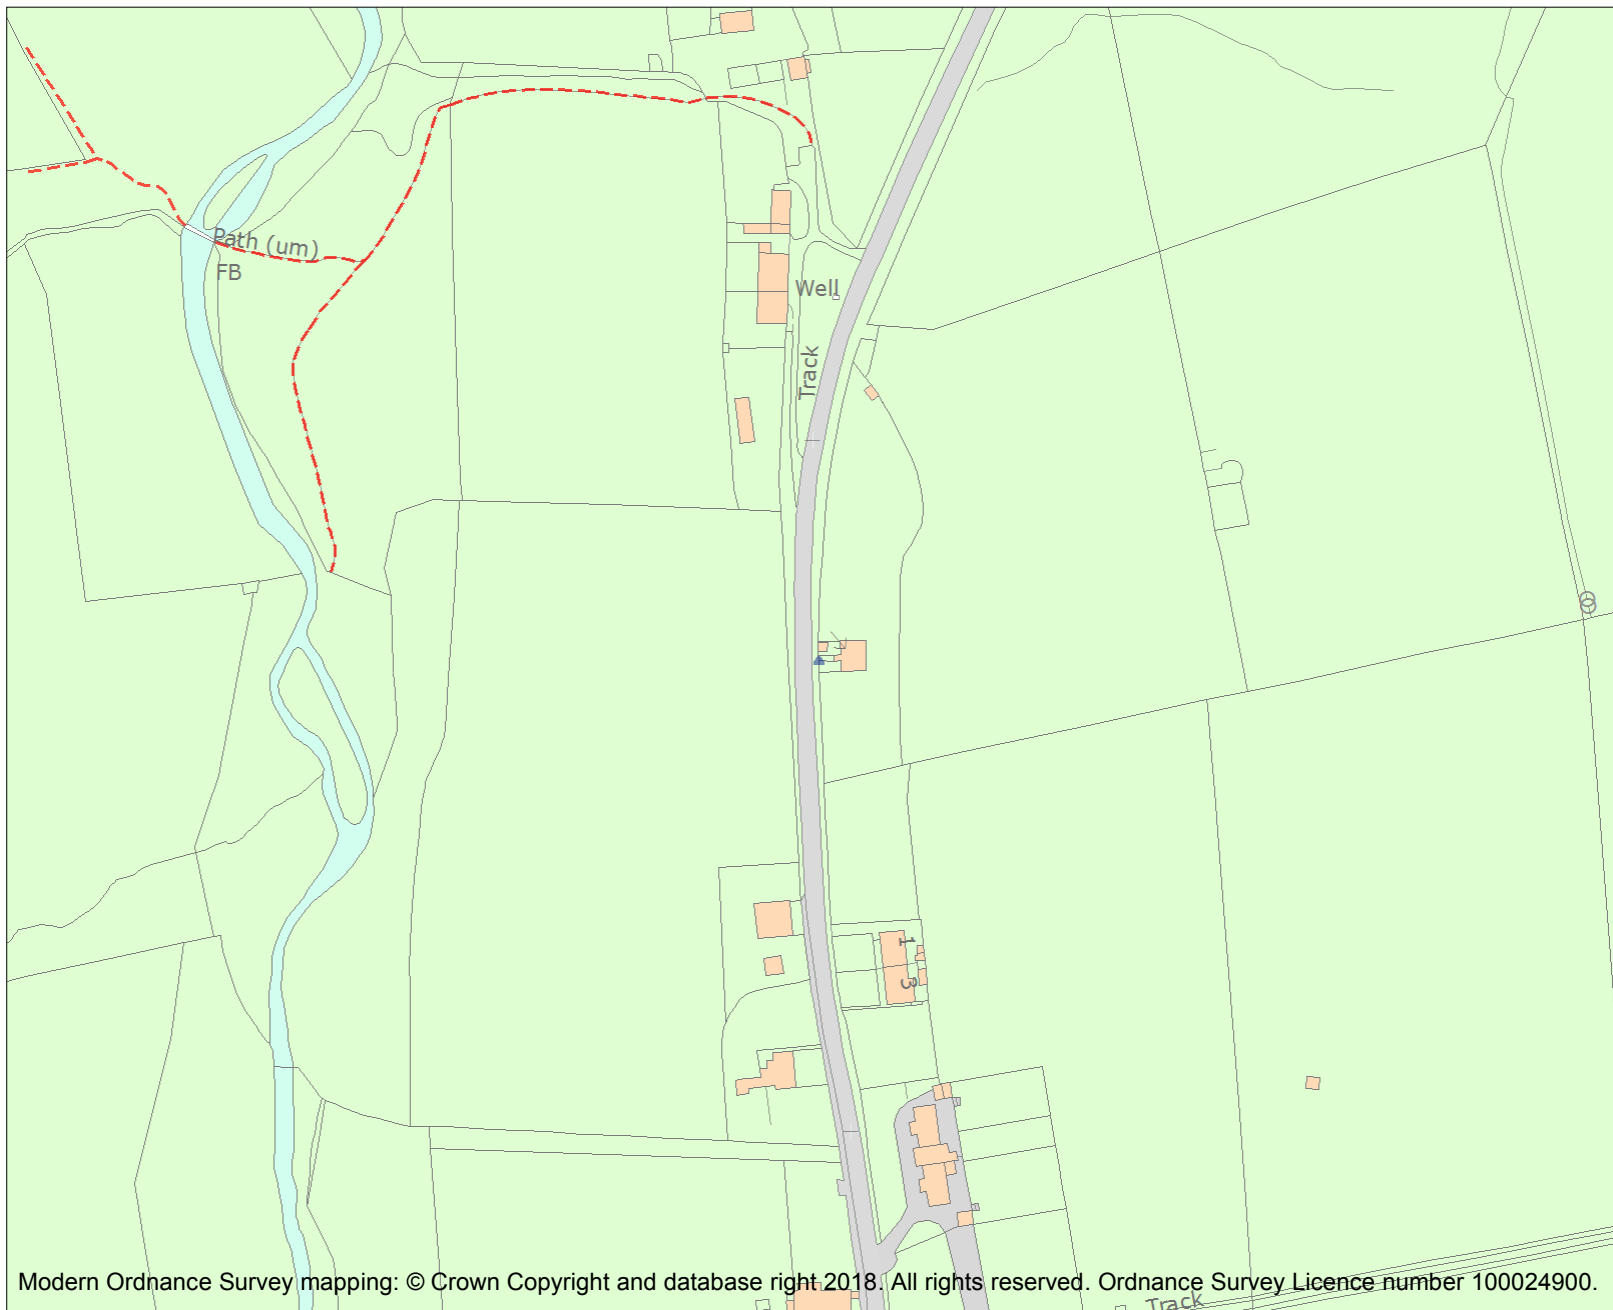 Path (um)
FB
Well
Track
1
3
Modern Ordnance Survey mapping: © Crown Copyright and database right 2018. All rights reserved. Ordnance Survey Licence number 100024900.
Track